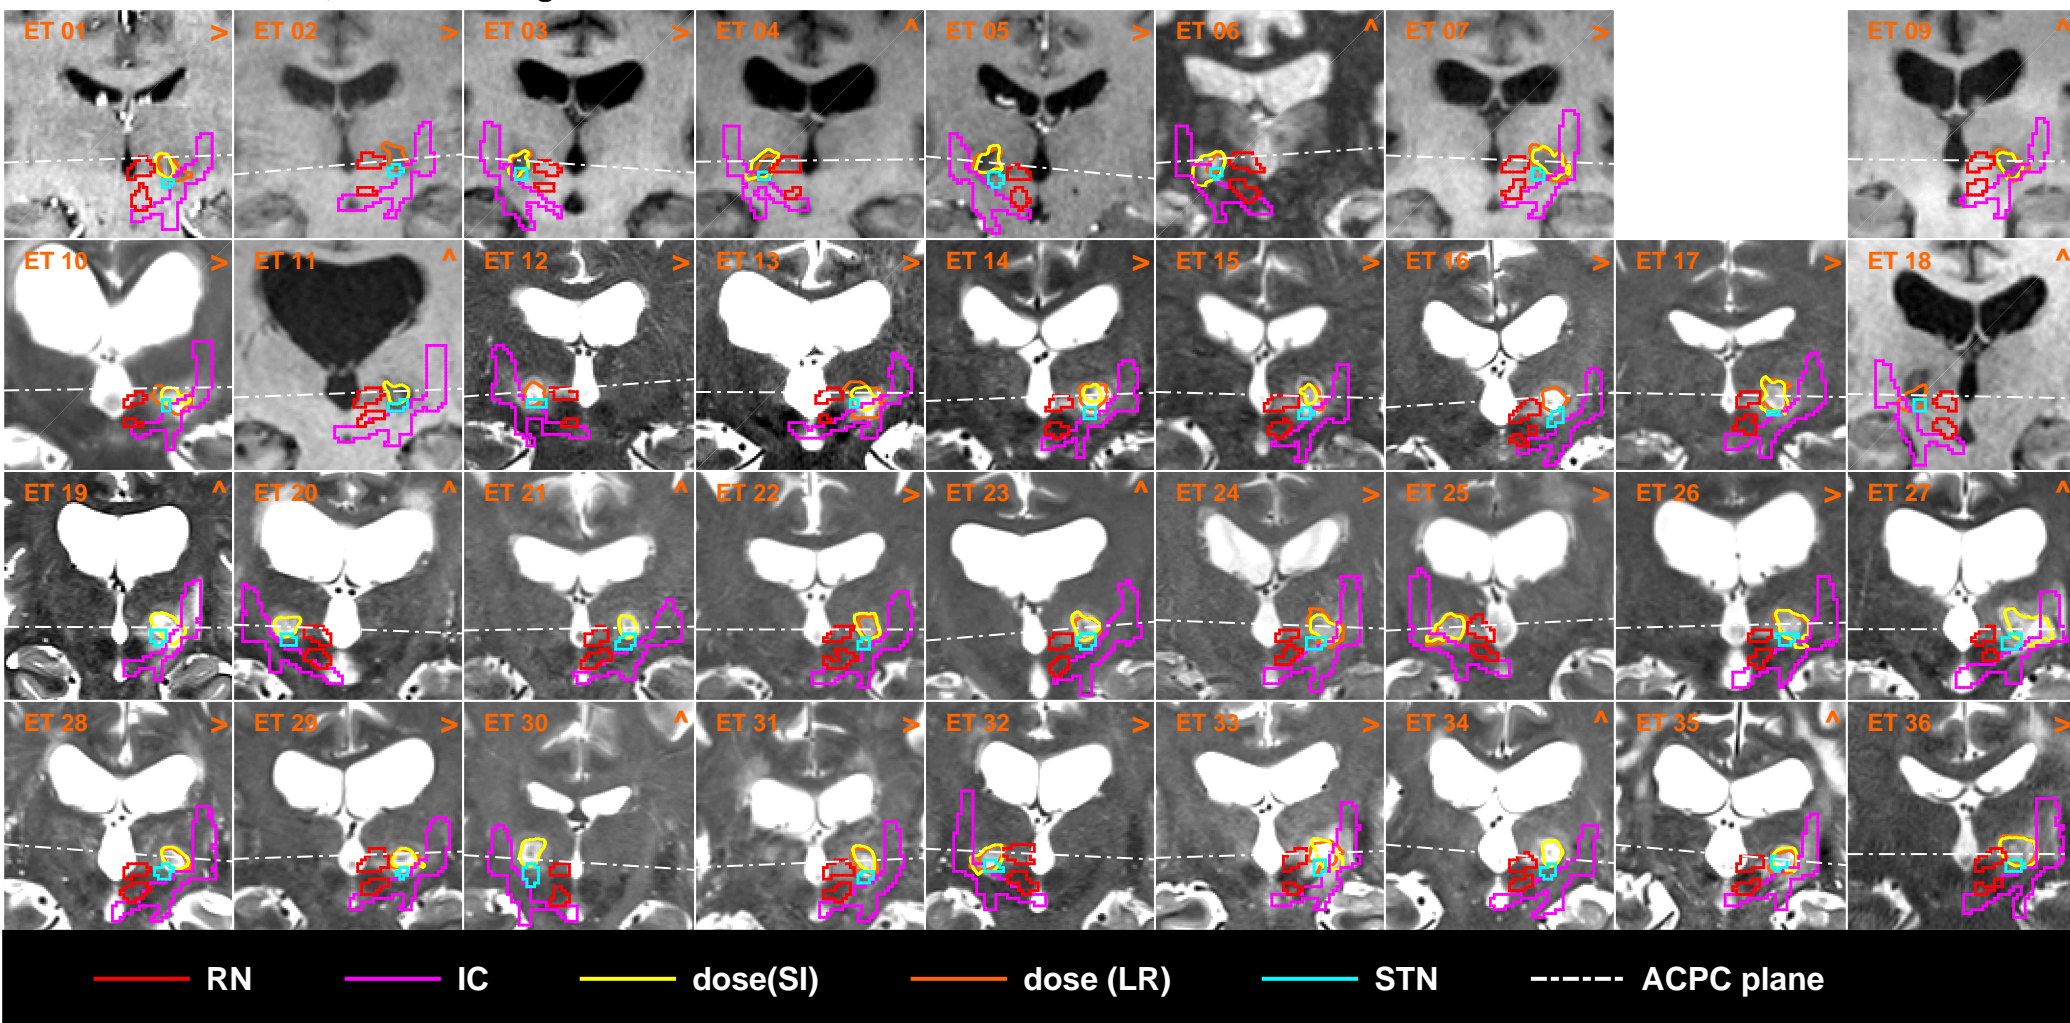 ET 01 > ET 02 > ET 03 > ET 04 ^ ET 05 > ET 06 ^ ET 07 > ET 09 ^
ET 10 > ET 11 ^ ET 12 > ET 13 > ET 14 > ET 15 > ET 16 > ET 17 > ET 18 ^
ET 19 ^ ET 20 ^ ET 21 ^ ET 22 > ET 23 ^ ET 24 > ET 25 ^ ET 26 > ET 27 ^
ET 28 > ET 29 > ET 30 ^ ET 31 > ET 32 > ET 33 > ET 34 ^ ET 35 ^ ET 36 >
RN IC dose(SI) dose (LR) STN ACPC plane